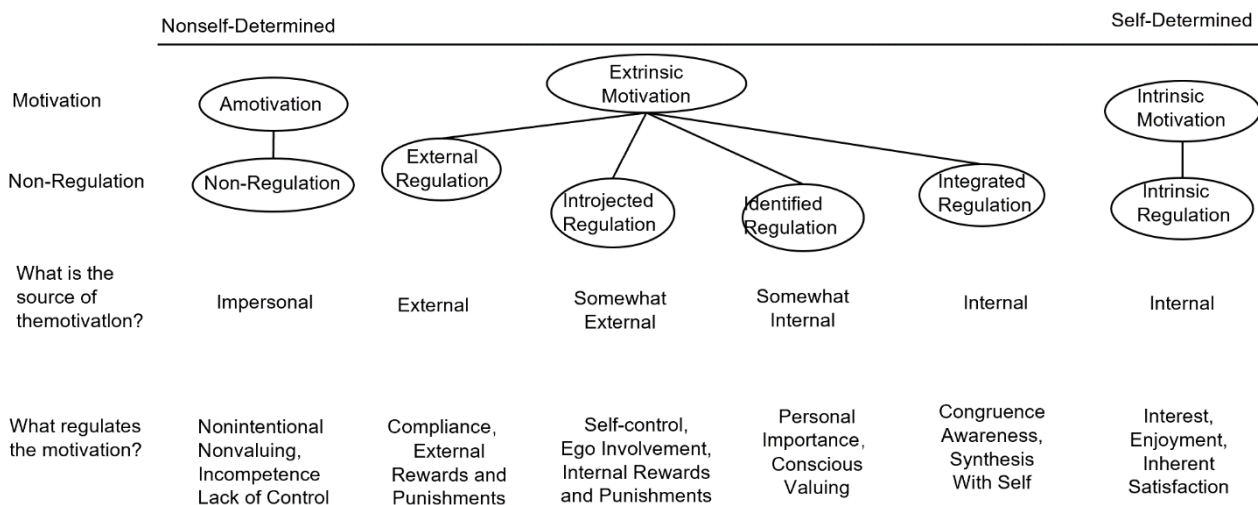 Nonself-Determined
Self-Determined
Motivation
Amotivation
Extrinsic
Motivation
Intrinsic
Motivation
Non-Regulation
Non-Regulation
External
Regulation
Introjected
Regulation
Identified
Regulation
Integrated
Regulation
Intrinsic
Regulation
What is the
source of
themotivatlon?
Impersonal
External
Somewhat
External
Somewhat
Internal
Internal
Internal
What regulates
the motivation?
Nonintentional
Nonvaluing,
Incompetence
Lack of Control
Compliance,
External
Rewards and
Punishments
Self-control,
Ego Involvement,
Internal Rewards
and Punishments
Personal
Importance,
Conscious
Valuing
Congruence
Awareness,
Synthesis
With Self
Interest,
Enjoyment,
Inherent
Satisfaction